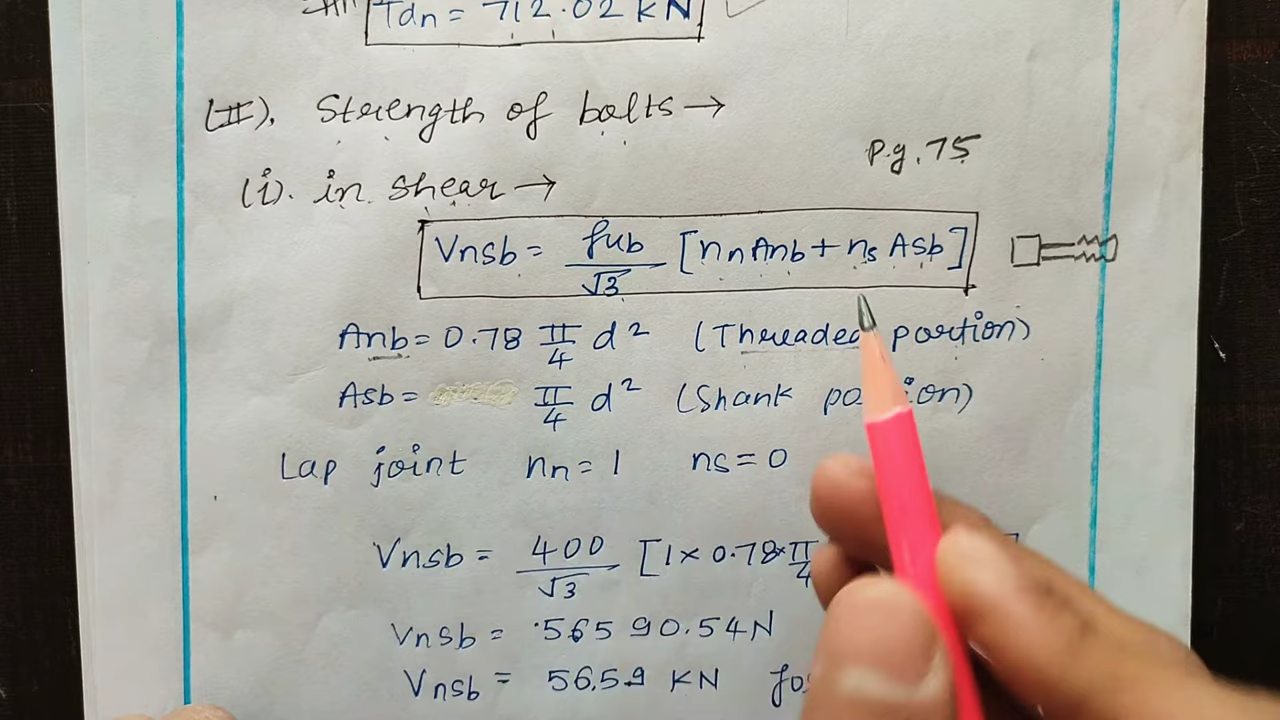 Tdn = 712.02 KN
(II). Strength of bolts →
P.g. 75
(i). in shear →
Vnsb = fub/√3 [nn Anb + ns Asb]
Anb = 0.78 π/4 d² (Threaded portion)
Asb = π/4 d² (Shank portion)
Lap joint nn = 1 ns = 0
Vnsb = 400/√3 [1 × 0.78 × π/4
Vnsb = 56590.54N
Vnsb = 56.59 KN